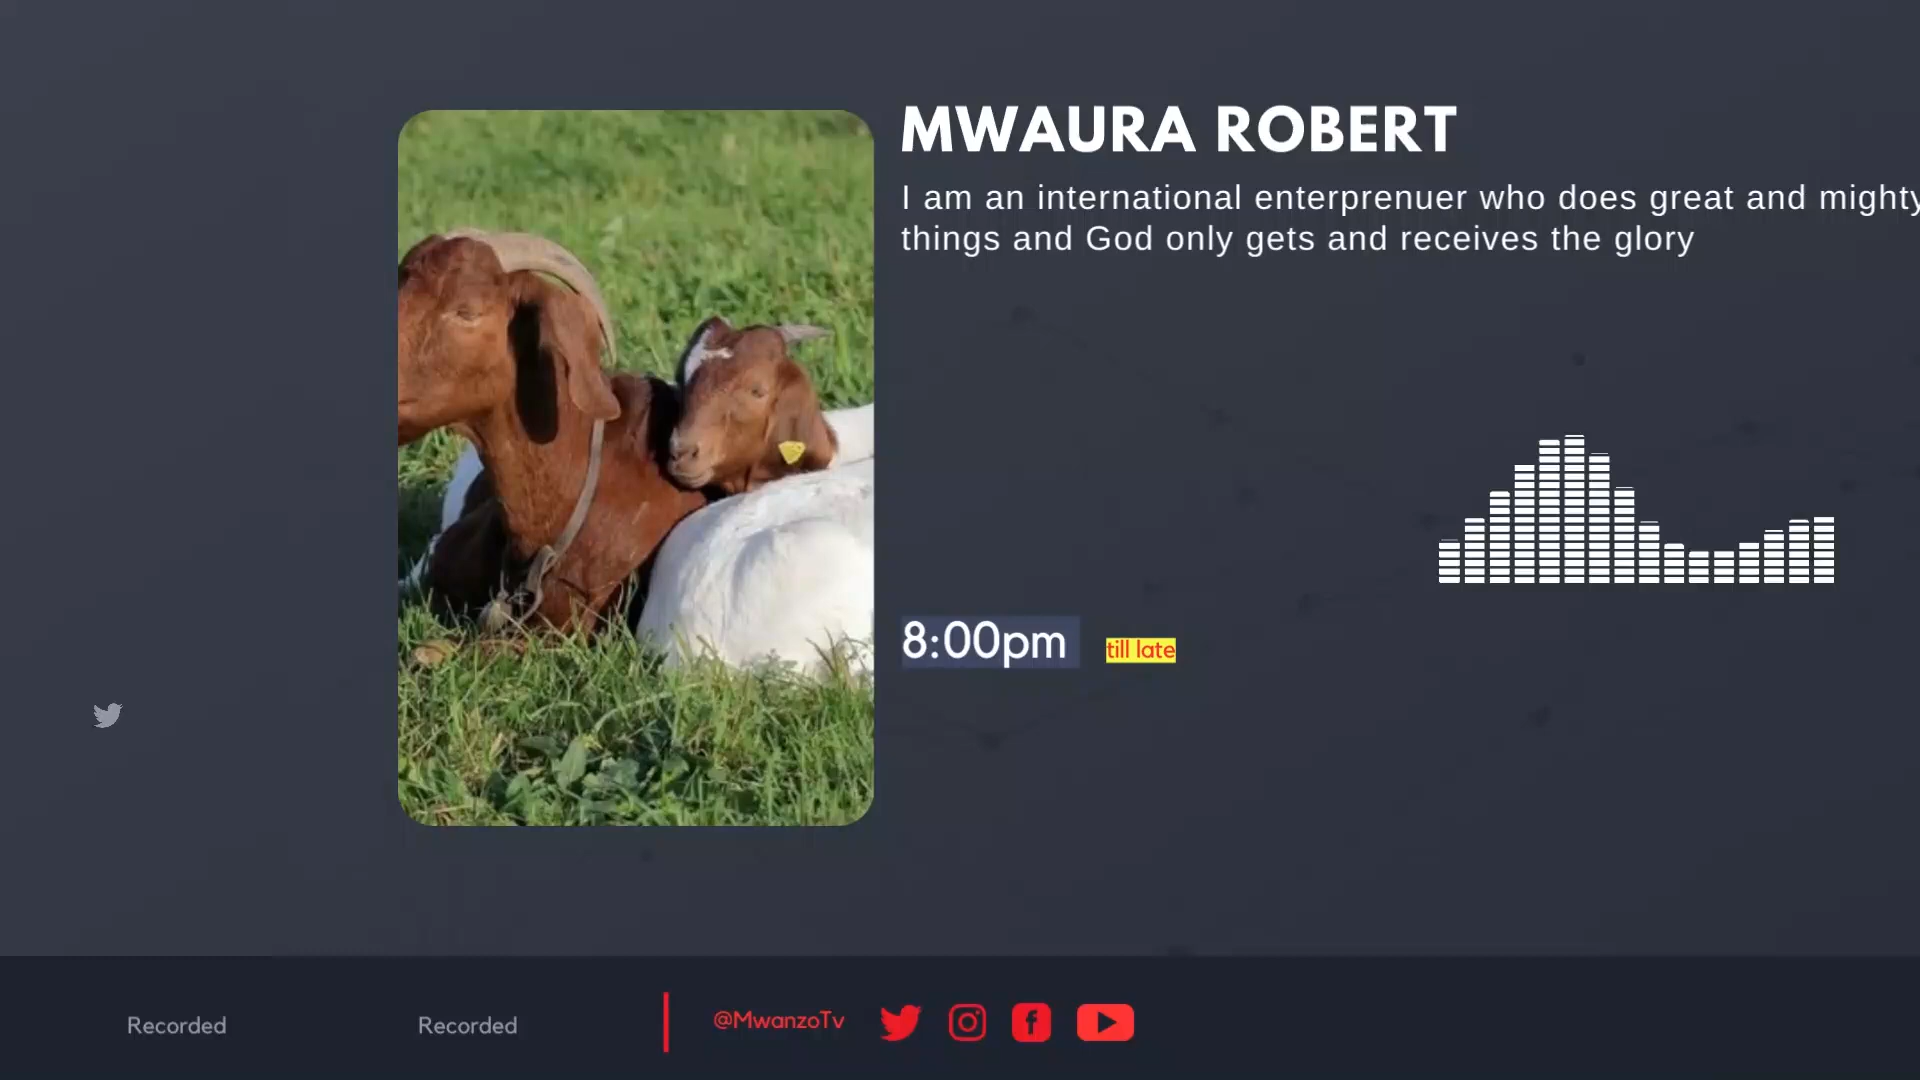 MWAURA ROBERT
I am an international enterprenuer who does great and mighty
things and God only gets and receives the glory
8:00pm till late
Recorded Recorded @MwanzoTv